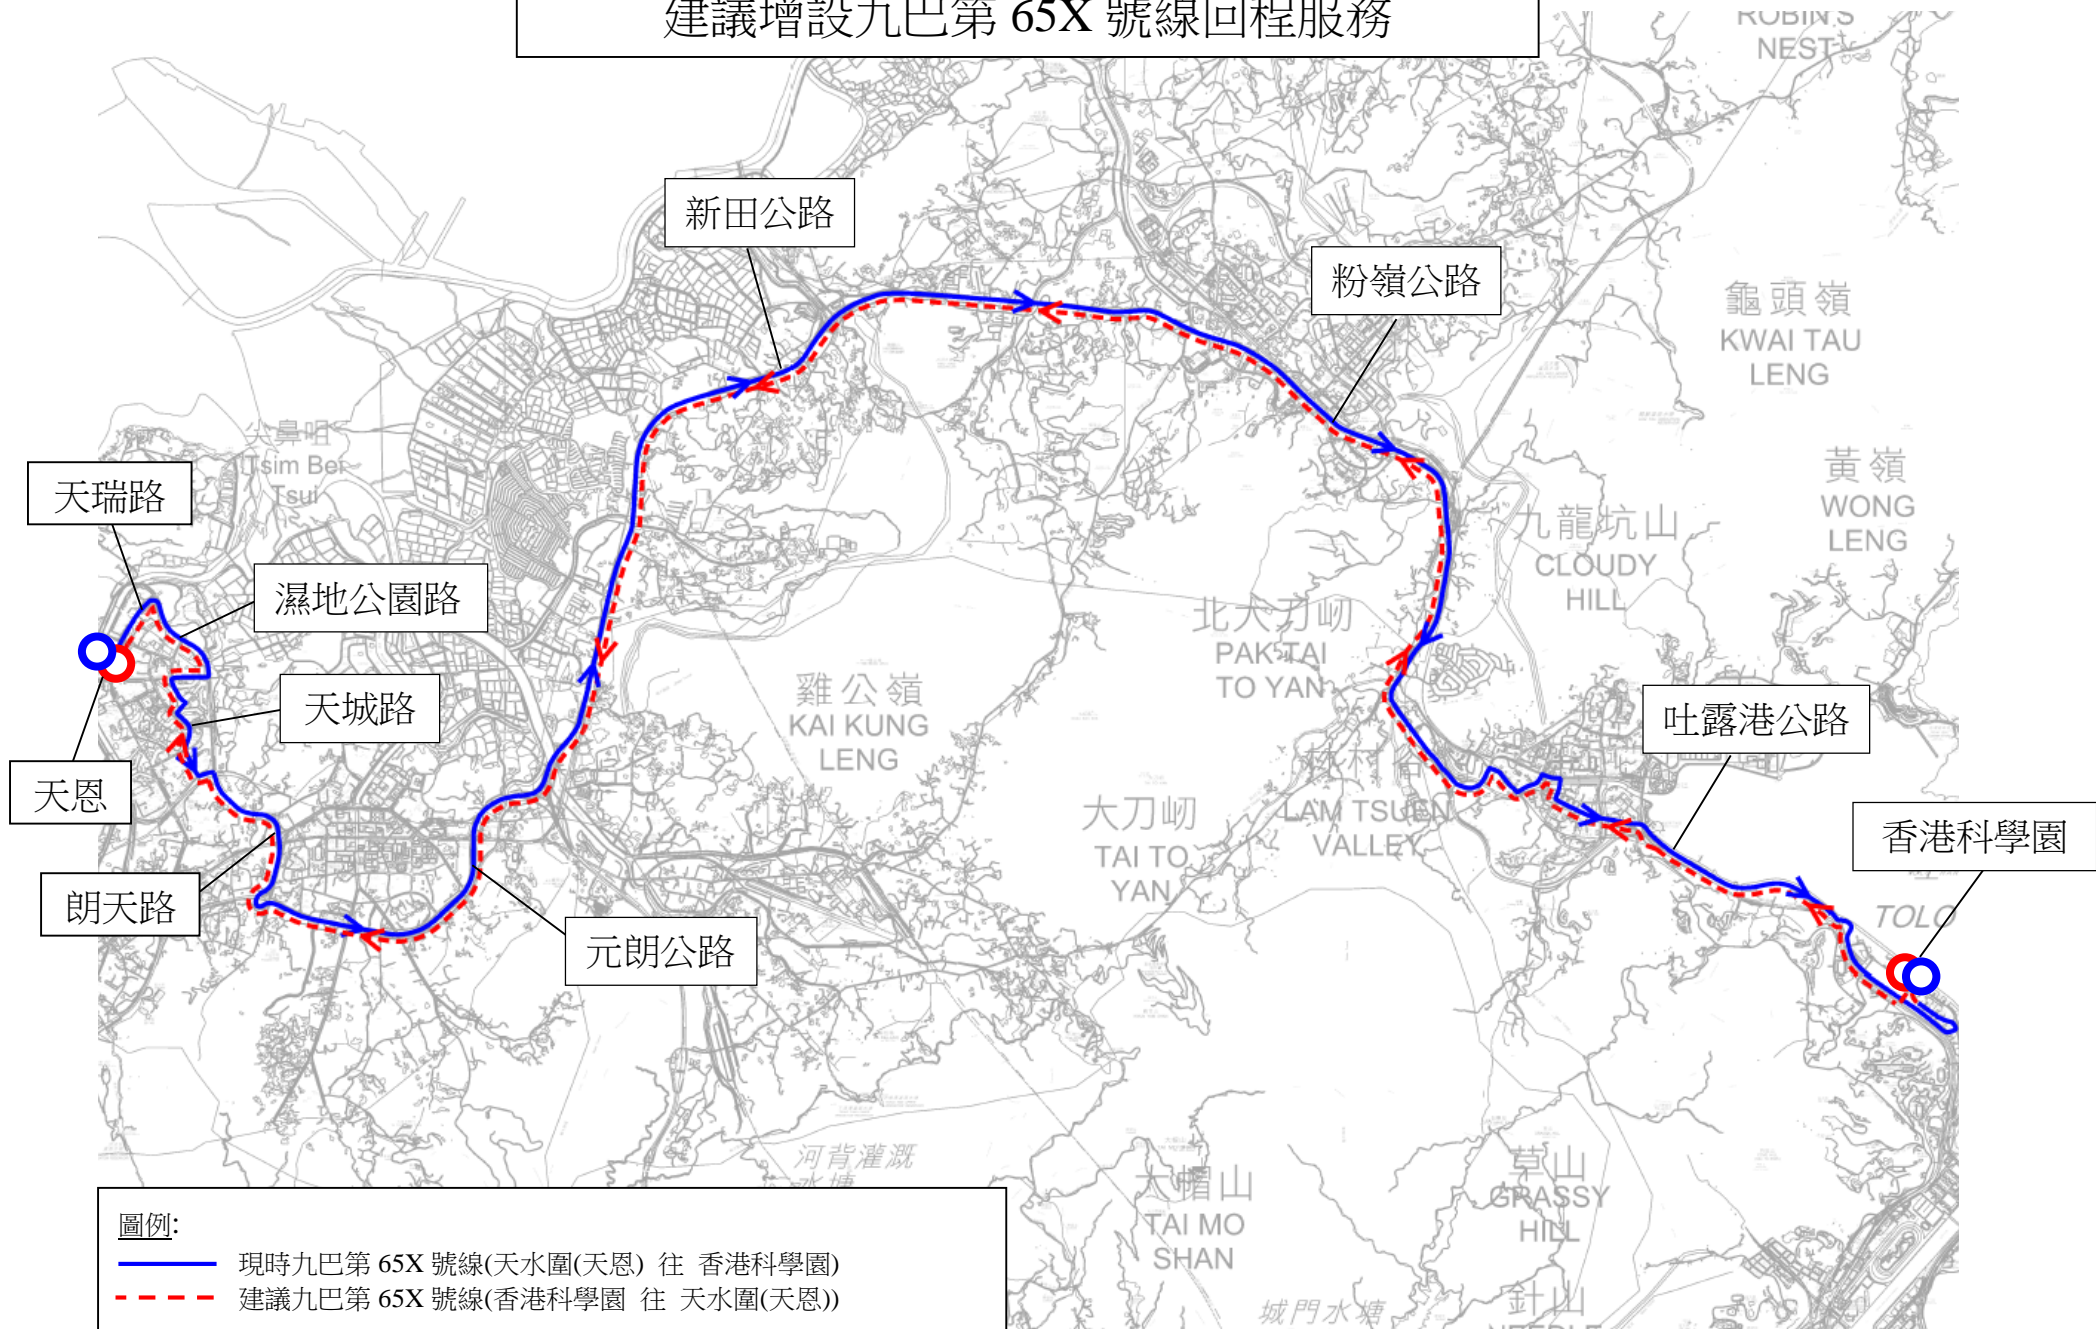 建議增設九巴第 65X 號線回程服務
ROBIN'S
NEST
新田公路
粉嶺公路
龜頭嶺
KWAI TAU
LENG
尖鼻咀
Tsim Bei
Tsui
天瑞路
黃嶺
WONG
LENG
九龍坑山
CLOUDY
HILL
濕地公園路
北大刀屻
PAK TAI
TO YAN
雞公嶺
KAI KUNG
LENG
天城路
吐露港公路
天恩
林村谷
LAM TSUEN
VALLEY
大刀屻
TAI TO
YAN
香港科學園
朗天路
TOLO
元朗公路
河背灌溉
水塘
大帽山
TAI MO
SHAN
草山
GRASSY
HILL
城門水塘
針山
NEEDLE
圖例:
現時九巴第 65X 號線(天水圍(天恩) 往 香港科學園)
建議九巴第 65X 號線(香港科學園 往 天水圍(天恩))